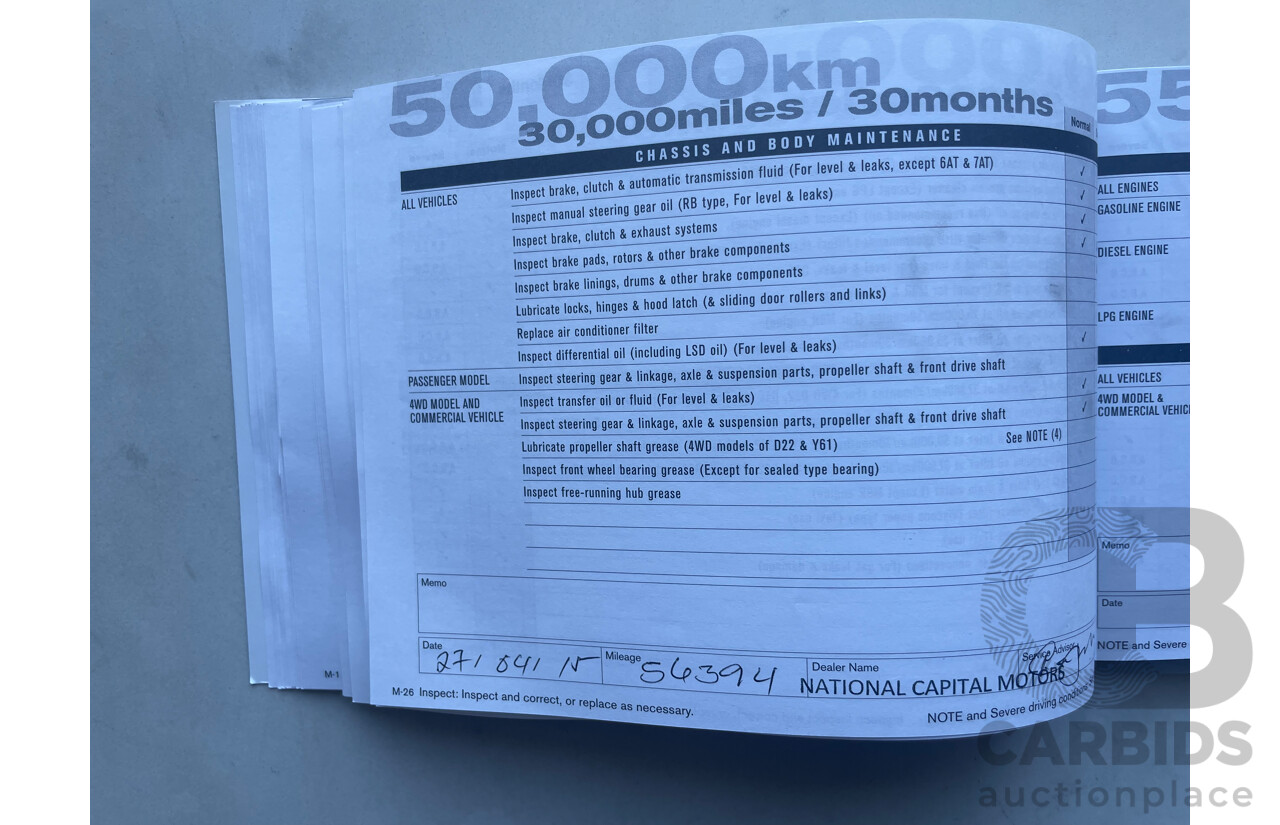 50,000km
30,000miles / 30months
Normal
CHASSIS AND BODY MAINTENANCE
ALL VEHICLES
Inspect brake, clutch & automatic transmission fluid (For level & leaks, except 6AT & 7AT) ✓
Inspect manual steering gear oil (RB type, For level & leaks) ✓
Inspect brake, clutch & exhaust systems ✓
Inspect brake pads, rotors & other brake components ✓
Inspect brake linings, drums & other brake components
Lubricate locks, hinges & hood latch (& sliding door rollers and links)
Replace air conditioner filter
Inspect differential oil (including LSD oil) (For level & leaks) ✓
PASSENGER MODEL
Inspect steering gear & linkage, axle & suspension parts, propeller shaft & front drive shaft
4WD MODEL AND
COMMERCIAL VEHICLE
Inspect transfer oil or fluid (For level & leaks) ✓
Inspect steering gear & linkage, axle & suspension parts, propeller shaft & front drive shaft ✓
Lubricate propeller shaft grease (4WD models of D22 & Y61) See NOTE (4)
Inspect front wheel bearing grease (Except for sealed type bearing)
Inspect free-running hub grease
Memo
Date
Mileage 56394
Dealer Name
NATIONAL CAPITAL MOTORS
Service Advisor
M-26 Inspect: Inspect and correct, or replace as necessary.
NOTE and Severe driving
M-1
55
ALL ENGINES
GASOLINE ENGINE
DIESEL ENGINE
LPG ENGINE
ALL VEHICLES
4WD MODEL &
COMMERCIAL VEHICL
Memo
Date
NOTE and Severe
CARBIDS
auctionplace